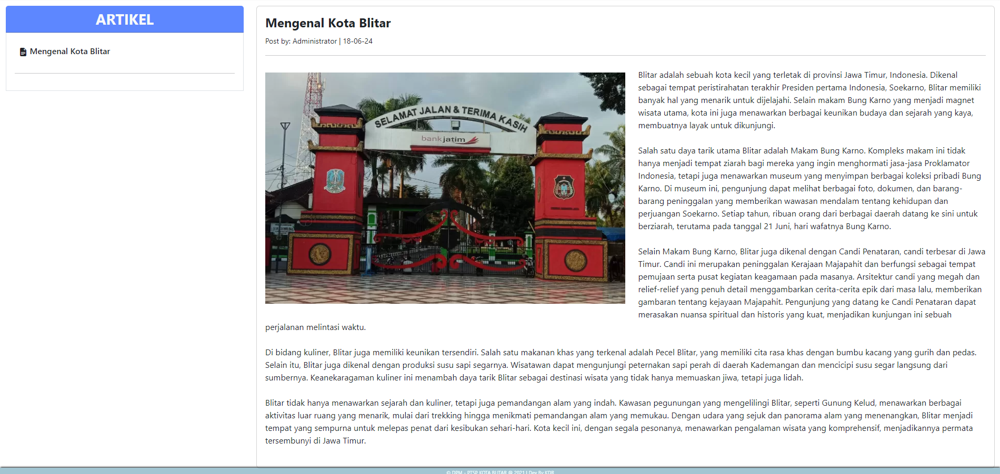 ARTIKEL
Mengenal Kota Blitar
Mengenal Kota Blitar
Post by: Administrator | 18-06-24
SELAMAT JALAN & TERIMA KASIH
bankjatim
Blitar adalah sebuah kota kecil yang terletak di provinsi Jawa Timur, Indonesia. Dikenal
sebagai tempat peristirahatan terakhir Presiden pertama Indonesia, Soekarno, Blitar memiliki
banyak hal yang menarik untuk dijelajahi. Selain makam Bung Karno yang menjadi magnet
wisata utama, kota ini juga menawarkan berbagai keunikan budaya dan sejarah yang kaya,
membuatnya layak untuk dikunjungi.
Salah satu daya tarik utama Blitar adalah Makam Bung Karno. Kompleks makam ini tidak
hanya menjadi tempat ziarah bagi mereka yang ingin menghormati jasa-jasa Proklamator
Indonesia, tetapi juga menawarkan museum yang menyimpan berbagai koleksi pribadi Bung
Karno. Di museum ini, pengunjung dapat melihat berbagai foto, dokumen, dan barang-
barang peninggalan yang memberikan wawasan mendalam tentang kehidupan dan
perjuangan Soekarno. Setiap tahun, ribuan orang dari berbagai daerah datang ke sini untuk
berziarah, terutama pada tanggal 21 Juni, hari wafatnya Bung Karno.
Selain Makam Bung Karno, Blitar juga dikenal dengan Candi Penataran, candi terbesar di Jawa
Timur. Candi ini merupakan peninggalan Kerajaan Majapahit dan berfungsi sebagai tempat
pemujaan serta pusat kegiatan keagamaan pada masanya. Arsitektur candi yang megah dan
relief-relief yang penuh detail menggambarkan cerita-cerita epik dari masa lalu, memberikan
gambaran tentang kejayaan Majapahit. Pengunjung yang datang ke Candi Penataran dapat
merasakan nuansa spiritual dan historis yang kuat, menjadikan kunjungan ini sebuah
perjalanan melintasi waktu.
Di bidang kuliner, Blitar juga memiliki keunikan tersendiri. Salah satu makanan khas yang terkenal adalah Pecel Blitar, yang memiliki cita rasa khas dengan bumbu kacang yang gurih dan pedas.
Selain itu, Blitar juga dikenal dengan produksi susu sapi segarnya. Wisatawan dapat mengunjungi peternakan sapi perah di daerah Kademangan dan mencicipi susu segar langsung dari
sumbernya. Keanekaragaman kuliner ini menambah daya tarik Blitar sebagai destinasi wisata yang tidak hanya memuaskan jiwa, tetapi juga lidah.
Blitar tidak hanya menawarkan sejarah dan kuliner, tetapi juga pemandangan alam yang indah. Kawasan pegunungan yang mengelilingi Blitar, seperti Gunung Kelud, menawarkan berbagai
aktivitas luar ruang yang menarik, mulai dari trekking hingga menikmati pemandangan alam yang memukau. Dengan udara yang sejuk dan panorama alam yang menenangkan, Blitar menjadi
tempat yang sempurna untuk melepas penat dari kesibukan sehari-hari. Kota kecil ini, dengan segala pesonanya, menawarkan pengalaman wisata yang komprehensif, menjadikannya permata
tersembunyi di Jawa Timur.
© DPM - PTSP KOTA BLITAR @ 2021 | Dev By KDR